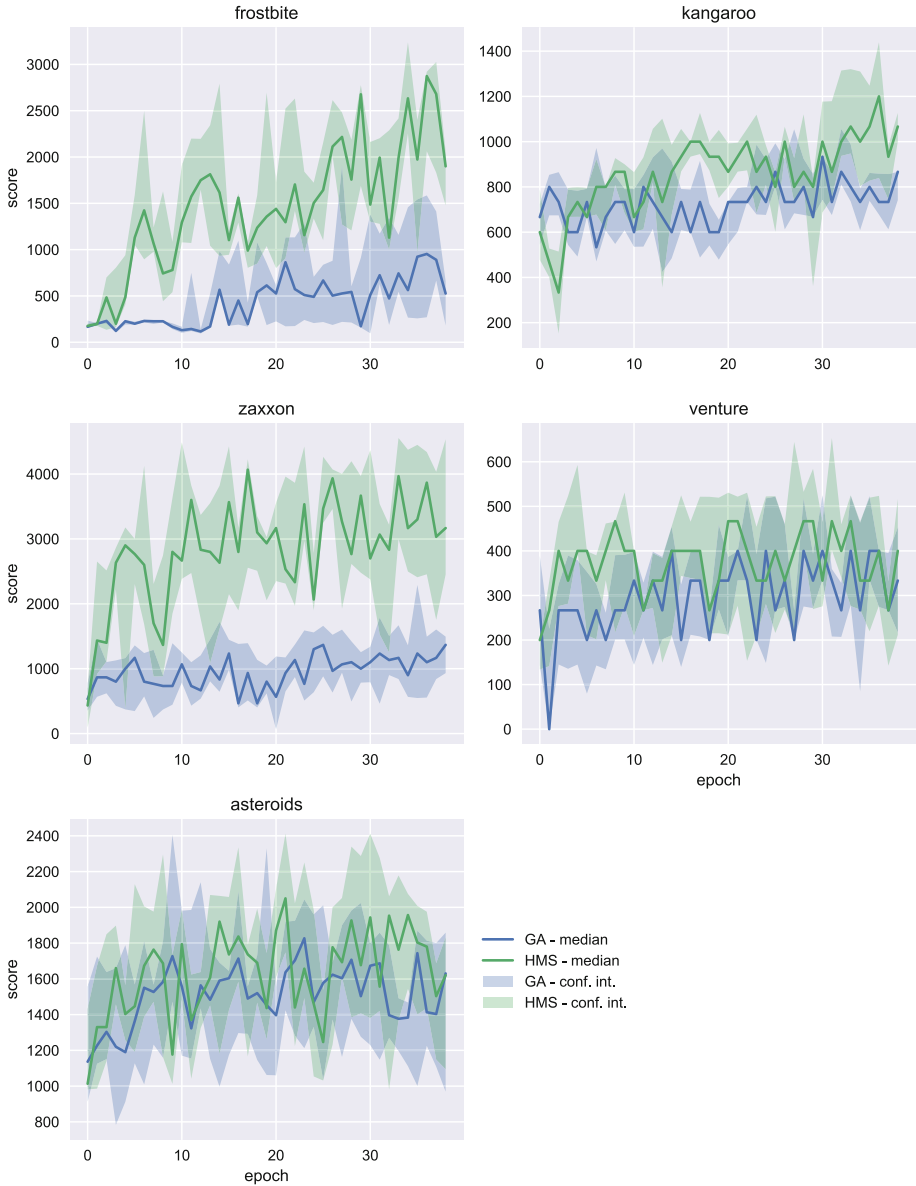 frostbite
3000
2500
2000
1500
1000
500
0
score
0 10 20 30
kangaroo
1400
1200
1000
800
600
400
200
0 10 20 30
zaxxon
4000
3000
2000
1000
0
score
0 10 20 30
venture
600
500
400
300
200
100
0
0 10 20 30
epoch
asteroids
2400
2200
2000
1800
1600
1400
1200
1000
800
score
0 10 20 30
epoch
GA - median
HMS - median
GA - conf. int.
HMS - conf. int.